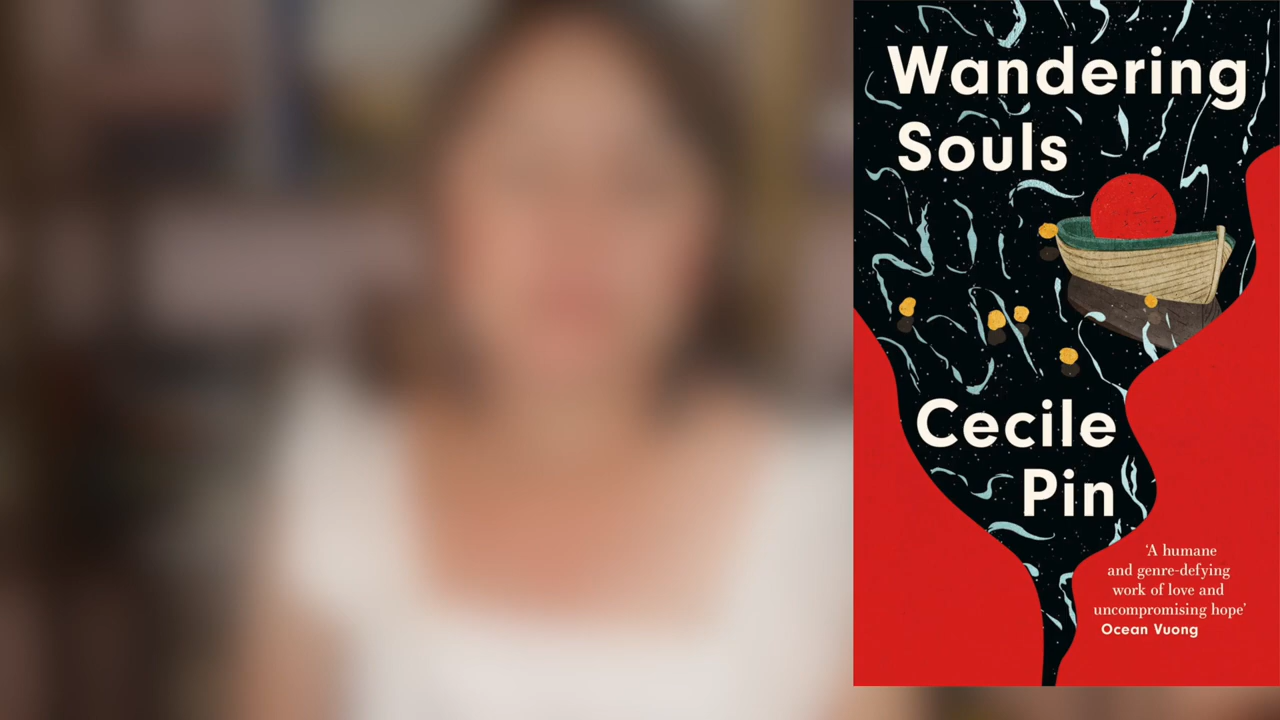 Wandering
Souls
Cecile
Pin
‘A humane
and genre-defying
work of love and
uncompromising hope’
Ocean Vuong